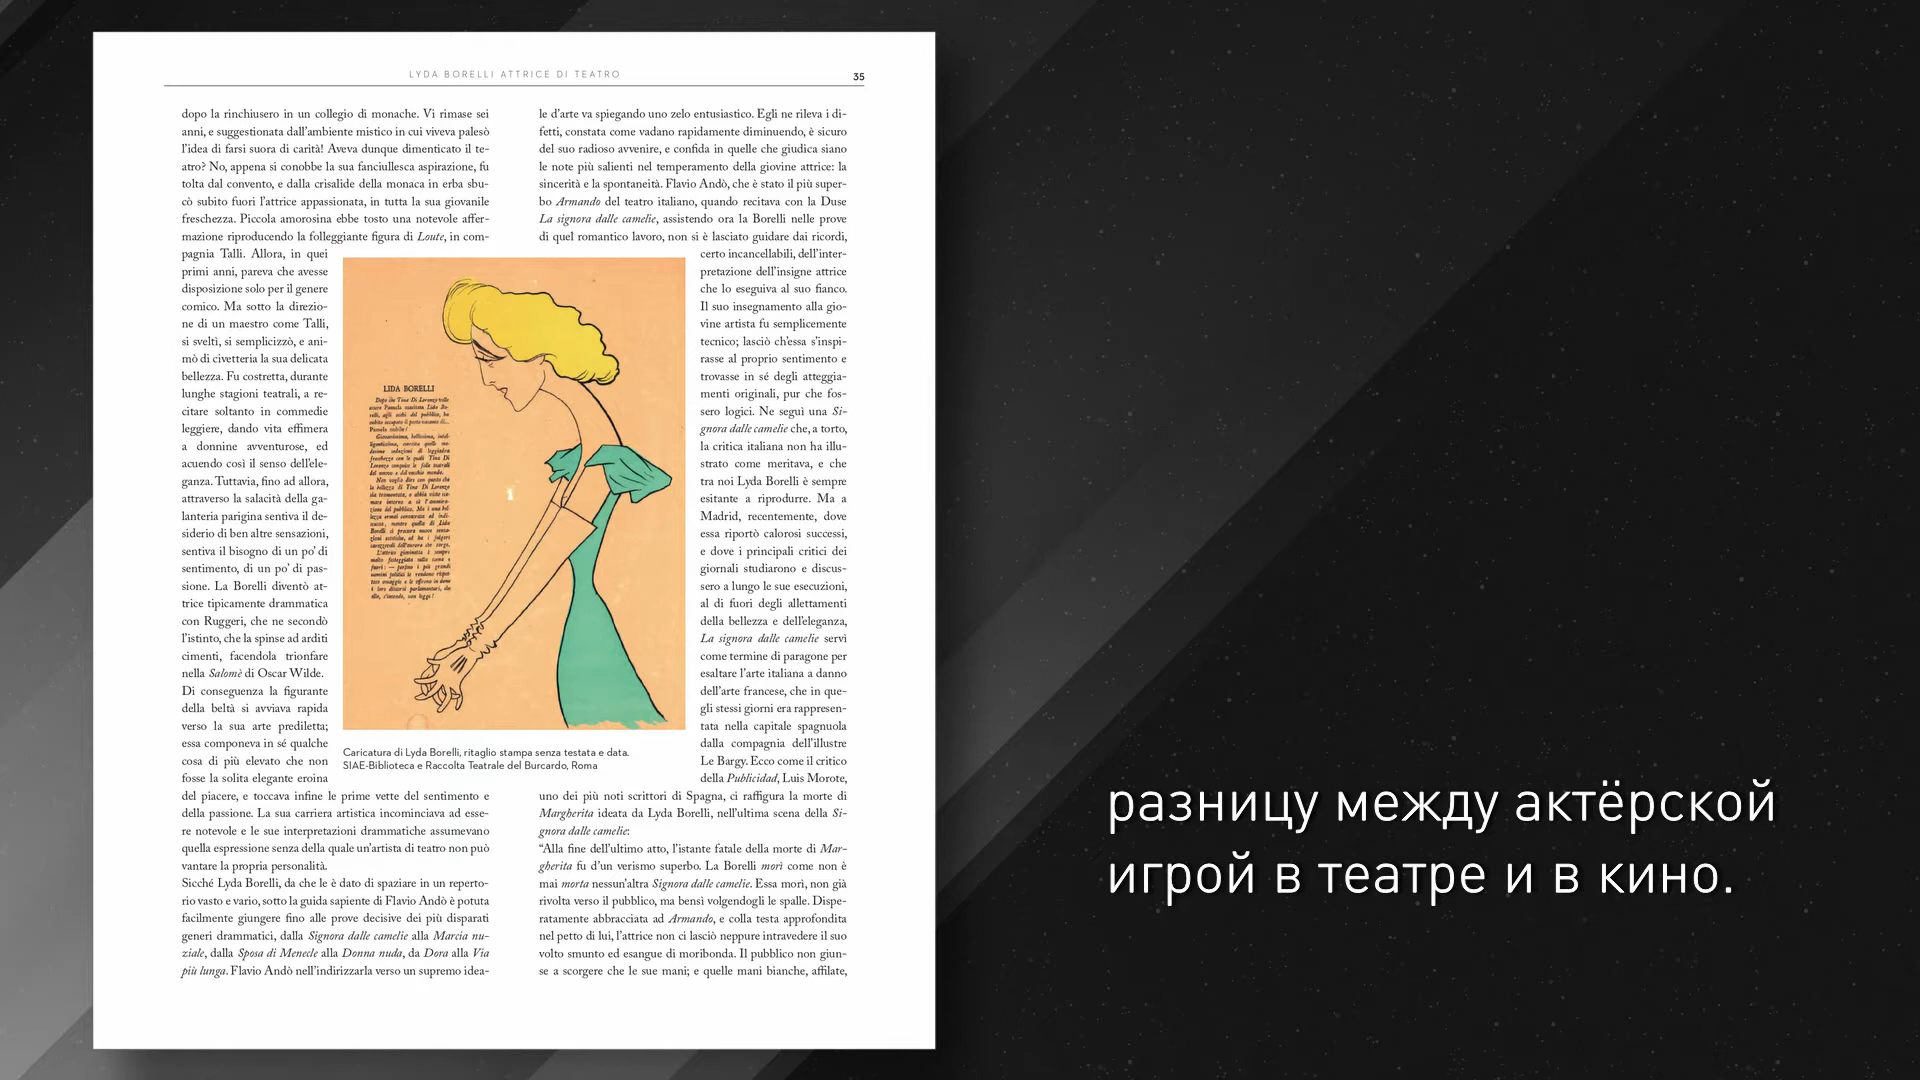 LYDA BORELLI ATTRICE DI TEATRO
35
dopo la rinchiusero in un collegio di monache. Vi rimase sei
anni, e suggestionata dall'ambiente mistico in cui viveva palesò
l'idea di farsi suora di carità! Aveva dunque dimenticato il te-
atro? No, appena si conobbe la sua fanciullesca aspirazione, fu
tolta dal convento, e dalla crisalide della monaca in erba sbu-
cò subito fuori l'attrice appassionata, in tutta la sua giovanile
freschezza. Piccola amorosina ebbe tosto una notevole affer-
mazione riproducendo la folleggiante figura di Loute, in com-
pagnia Talli. Allora, in quei
primi anni, pareva che avesse
disposizione solo per il genere
comico. Ma sotto la direzio-
ne di un maestro come Talli,
si sveltì, si semplicizzò, e ani-
mò di civetteria la sua delicata
bellezza. Fu costretta, durante
lunghe stagioni teatrali, a re-
citare soltanto in commedie
leggiere, dando vita effimera
a donnine avventurose, ed
acuendo così il senso dell'ele-
ganza. Tuttavia, fino ad allora,
attraverso la salacità della ga-
lanteria parigina sentiva il de-
siderio di ben altre sensazioni,
sentiva il bisogno di un po' di
sentimento, di un po' di pas-
sione. La Borelli diventò at-
trice tipicamente drammatica
con Ruggeri, che ne secondò
l'istinto, che la spinse ad arditi
cimenti, facendola trionfare
nella Salomè di Oscar Wilde.
Di conseguenza la figurante
della beltà si avviava rapida
verso la sua arte prediletta;
essa componeva in sé qualche
cosa di più elevato che non
fosse la solita elegante eroina
del piacere, e toccava infine le prime vette del sentimento e
della passione. La sua carriera artistica incominciava ad esse-
re notevole e le sue interpretazioni drammatiche assumevano
quella espressione senza della quale un'artista di teatro non può
vantare la propria personalità.
Sicché Lyda Borelli, da che le è dato di spaziare in un reperto-
rio vasto e vario, sotto la guida sapiente di Flavio Andò è potuta
facilmente giungere fino alle prove decisive dei più disparati
generi drammatici, dalla Signora dalle camelie alla Marcia nu-
ziale, dalla Sposa di Menecle alla Donna nuda, da Dora alla Via
più lunga. Flavio Andò nell'indirizzarla verso un supremo idea-
LIDA BORELLI
Caricatura di Lyda Borelli, ritaglio stampa senza testata e data.
SIAE-Biblioteca e Raccolta Teatrale del Burcardo, Roma
le d'arte va spiegando uno zelo entusiastico. Egli ne rileva i di-
fetti, constata come vadano rapidamente diminuendo, è sicuro
del suo radioso avvenire, e confida in quelle che giudica siano
le note più salienti nel temperamento della giovine attrice: la
sincerità e la spontaneità. Flavio Andò, che è stato il più super-
bo Armando del teatro italiano, quando recitava con la Duse
La signora dalle camelie, assistendo ora la Borelli nelle prove
di quel romantico lavoro, non si è lasciato guidare dai ricordi,
certo incancellabili, dell'inter-
pretazione dell'insigne attrice
che lo eseguiva al suo fianco.
Il suo insegnamento alla gio-
vine artista fu semplicemente
tecnico; lasciò ch'essa s'inspi-
rasse al proprio sentimento e
trovasse in sé degli atteggia-
menti originali, pur che fos-
sero logici. Ne seguì una Si-
gnora dalle camelie che, a torto,
la critica italiana non ha illu-
strato come meritava, e che
tra noi Lyda Borelli è sempre
esitante a riprodurre. Ma a
Madrid, recentemente, dove
essa riportò calorosi successi,
e dove i principali critici dei
giornali studiarono e discus-
sero a lungo le sue esecuzioni,
al di fuori degli allettamenti
della bellezza e dell'eleganza,
La signora dalle camelie servì
come termine di paragone per
esaltare l'arte italiana a danno
dell'arte francese, che in que-
gli stessi giorni era rappresen-
tata nella capitale spagnuola
dalla compagnia dell'illustre
Le Bargy. Ecco come il critico
della Publicidad, Luis Morote,
uno dei più noti scrittori di Spagna, ci raffigura la morte di
Margherita ideata da Lyda Borelli, nell'ultima scena della Si-
gnora dalle camelie:
“Alla fine dell'ultimo atto, l'istante fatale della morte di Mar-
gherita fu d'un verismo superbo. La Borelli morì come non è
mai morta nessun'altra Signora dalle camelie. Essa morì, non già
rivolta verso il pubblico, ma bensì volgendogli le spalle. Dispe-
ratamente abbracciata ad Armando, e colla testa approfondita
nel petto di lui, l'attrice non ci lasciò neppure intravedere il suo
volto smunto ed esangue di moribonda. Il pubblico non giun-
se a scorgere che le sue mani; e quelle mani bianche, affilate,
разницу между актёрской
игрой в театре и в кино.